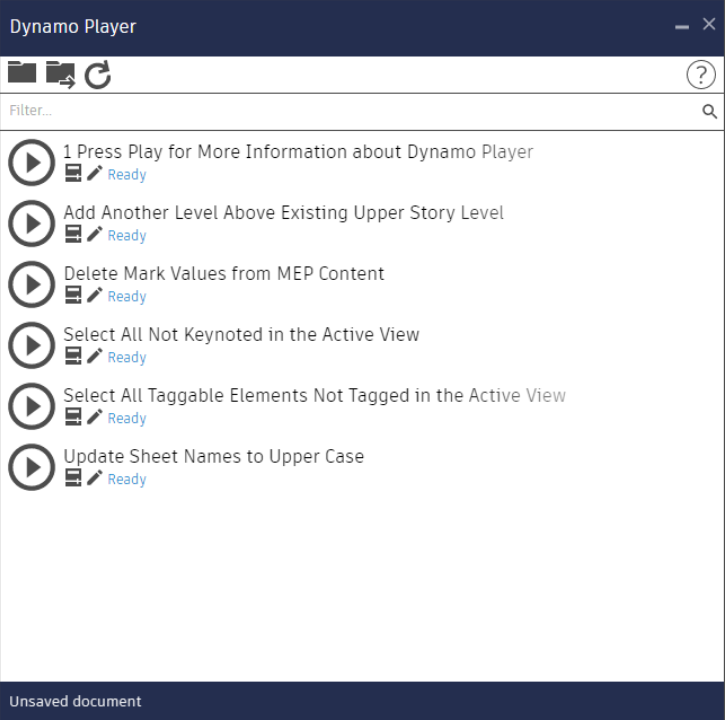 Dynamo Player
?
Filter...
1 Press Play for More Information about Dynamo Player
Ready
Add Another Level Above Existing Upper Story Level
Ready
Delete Mark Values from MEP Content
Ready
Select All Not Keynoted in the Active View
Ready
Select All Taggable Elements Not Tagged in the Active View
Ready
Update Sheet Names to Upper Case
Ready
Unsaved document